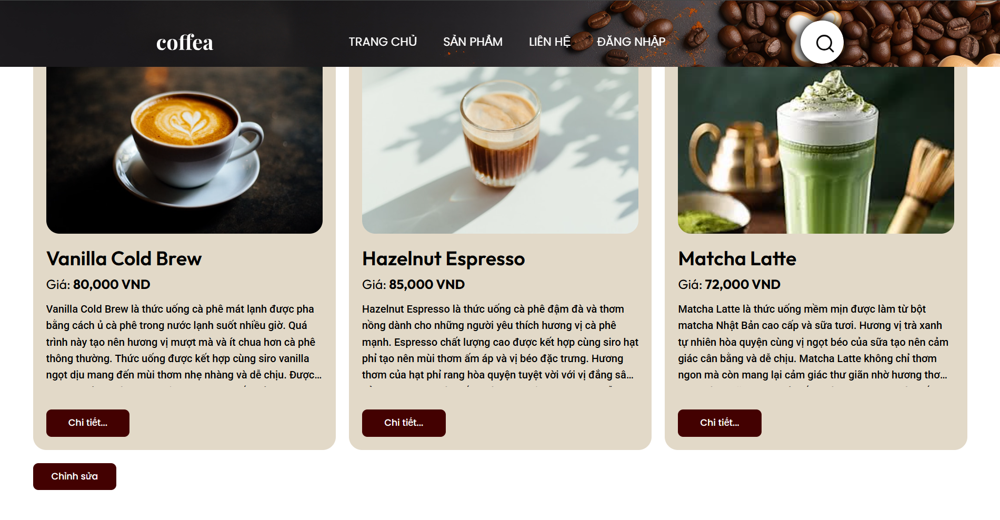 coffea
TRANG CHỦ
SẢN PHẨM
LIÊN HỆ
ĐĂNG NHẬP
Vanilla Cold Brew
Giá: 80,000 VND
Vanilla Cold Brew là thức uống cà phê mát lạnh được pha
bằng cách ủ cà phê trong nước lạnh suốt nhiều giờ. Quá
trình này tạo nên hương vị mượt mà và ít chua hơn cà phê
thông thường. Thức uống được kết hợp cùng siro vanilla
ngọt dịu mang đến mùi thơm nhẹ nhàng và dễ chịu. Được...
Chi tiết...
Hazelnut Espresso
Giá: 85,000 VND
Hazelnut Espresso là thức uống cà phê đậm đà và thơm
nồng dành cho những người yêu thích hương vị cà phê
mạnh. Espresso chất lượng cao được kết hợp cùng siro hạt
phỉ tạo nên mùi thơm ấm áp và vị béo đặc trưng. Hương
thơm của hạt phỉ rang hòa quyện tuyệt vời với vị đắng sâ...
Chi tiết...
Matcha Latte
Giá: 72,000 VND
Matcha Latte là thức uống mềm mịn được làm từ bột
matcha Nhật Bản cao cấp và sữa tươi. Hương vị trà xanh
tự nhiên hòa quyện cùng vị ngọt béo của sữa tạo nên cảm
giác cân bằng và dễ chịu. Matcha Latte không chỉ thơm
ngon mà còn mang lại cảm giác thư giãn nhờ hương thơ...
Chi tiết...
Chỉnh sửa